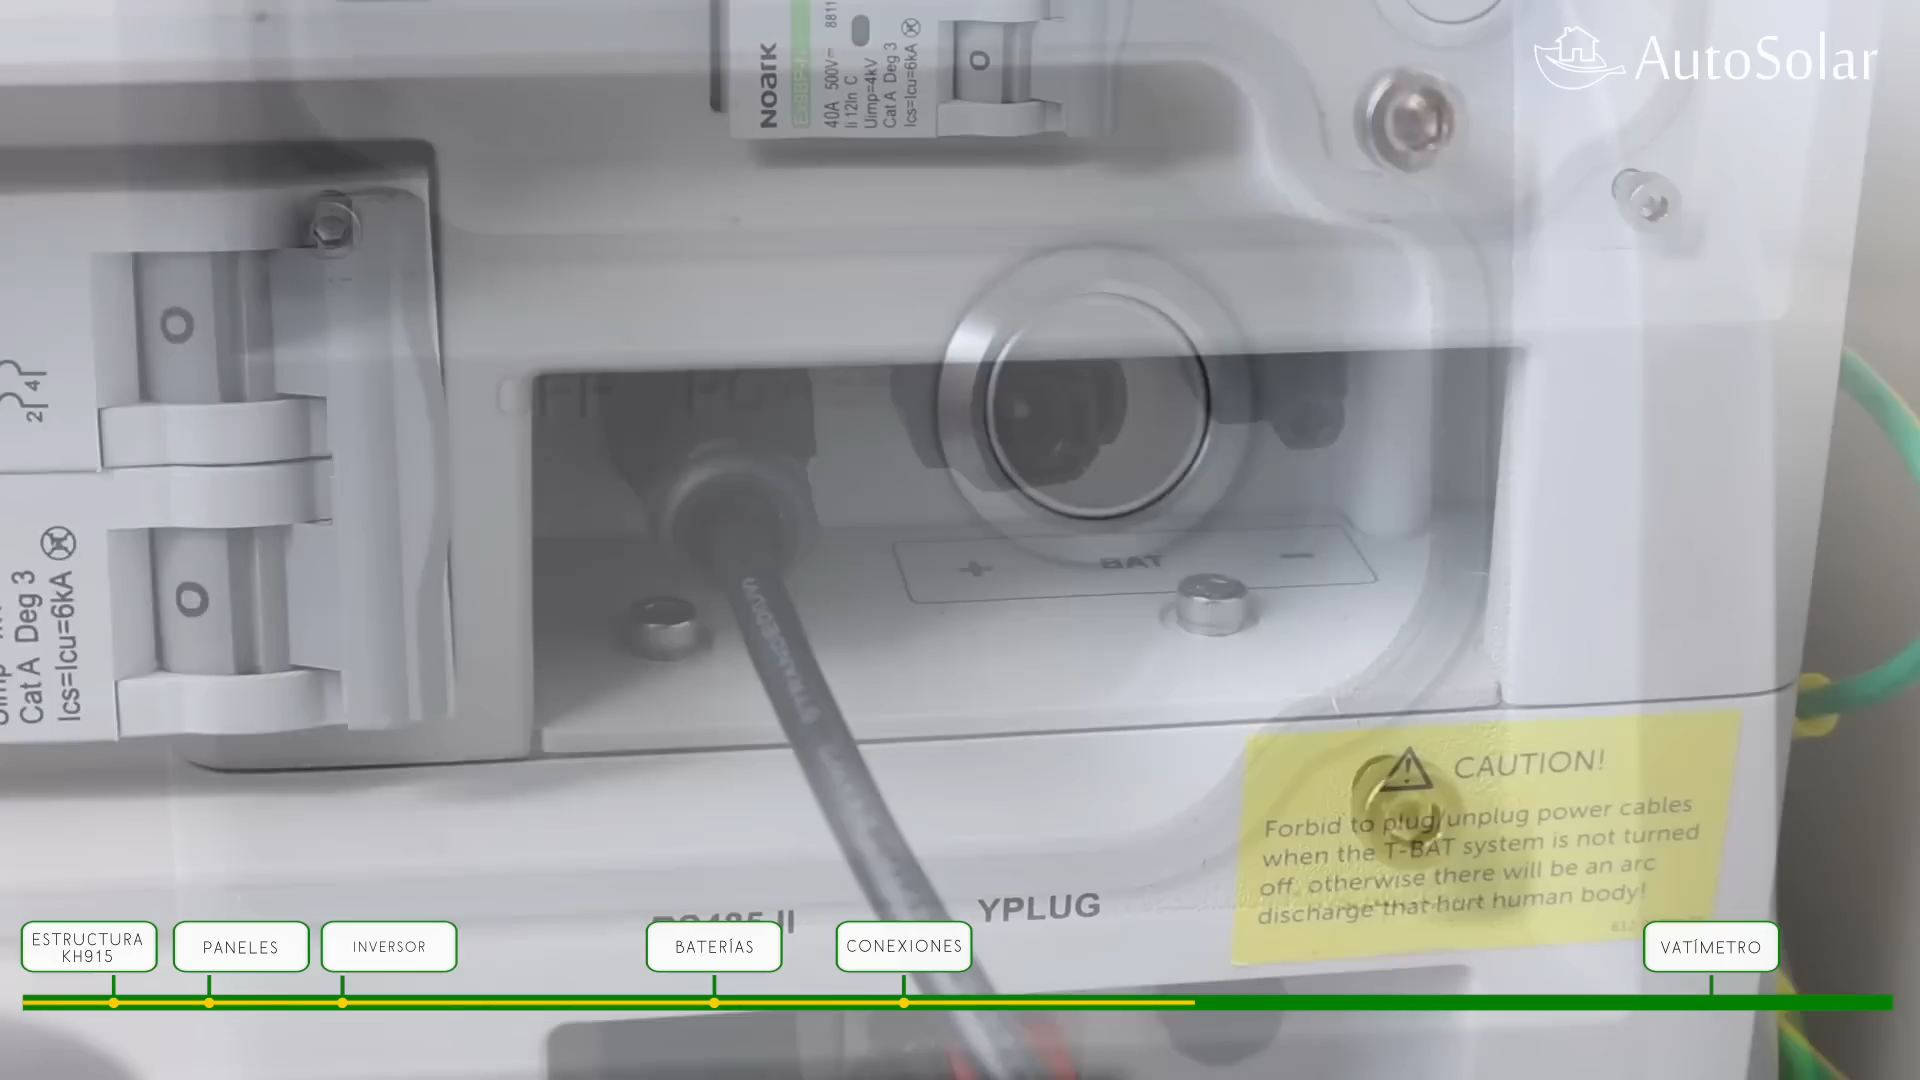 NOARK
40A 500V
8811
Ii 12In C
Uimp=4kV
Cat A Deg 3
Ics=Icu=6kA
O
AutoSolar
O
2 4
O
Cat A Deg 3
Ics=Icu=6kA
+ BAT −
YPLUG
CAUTION!
Forbid to plug/unplug power cables
when the T-BAT system is not turned
off, otherwise there will be an arc
discharge that hurt human body!
ESTRUCTURA
KH915
PANELES
INVERSOR
BATERÍAS
CONEXIONES
VATÍMETRO